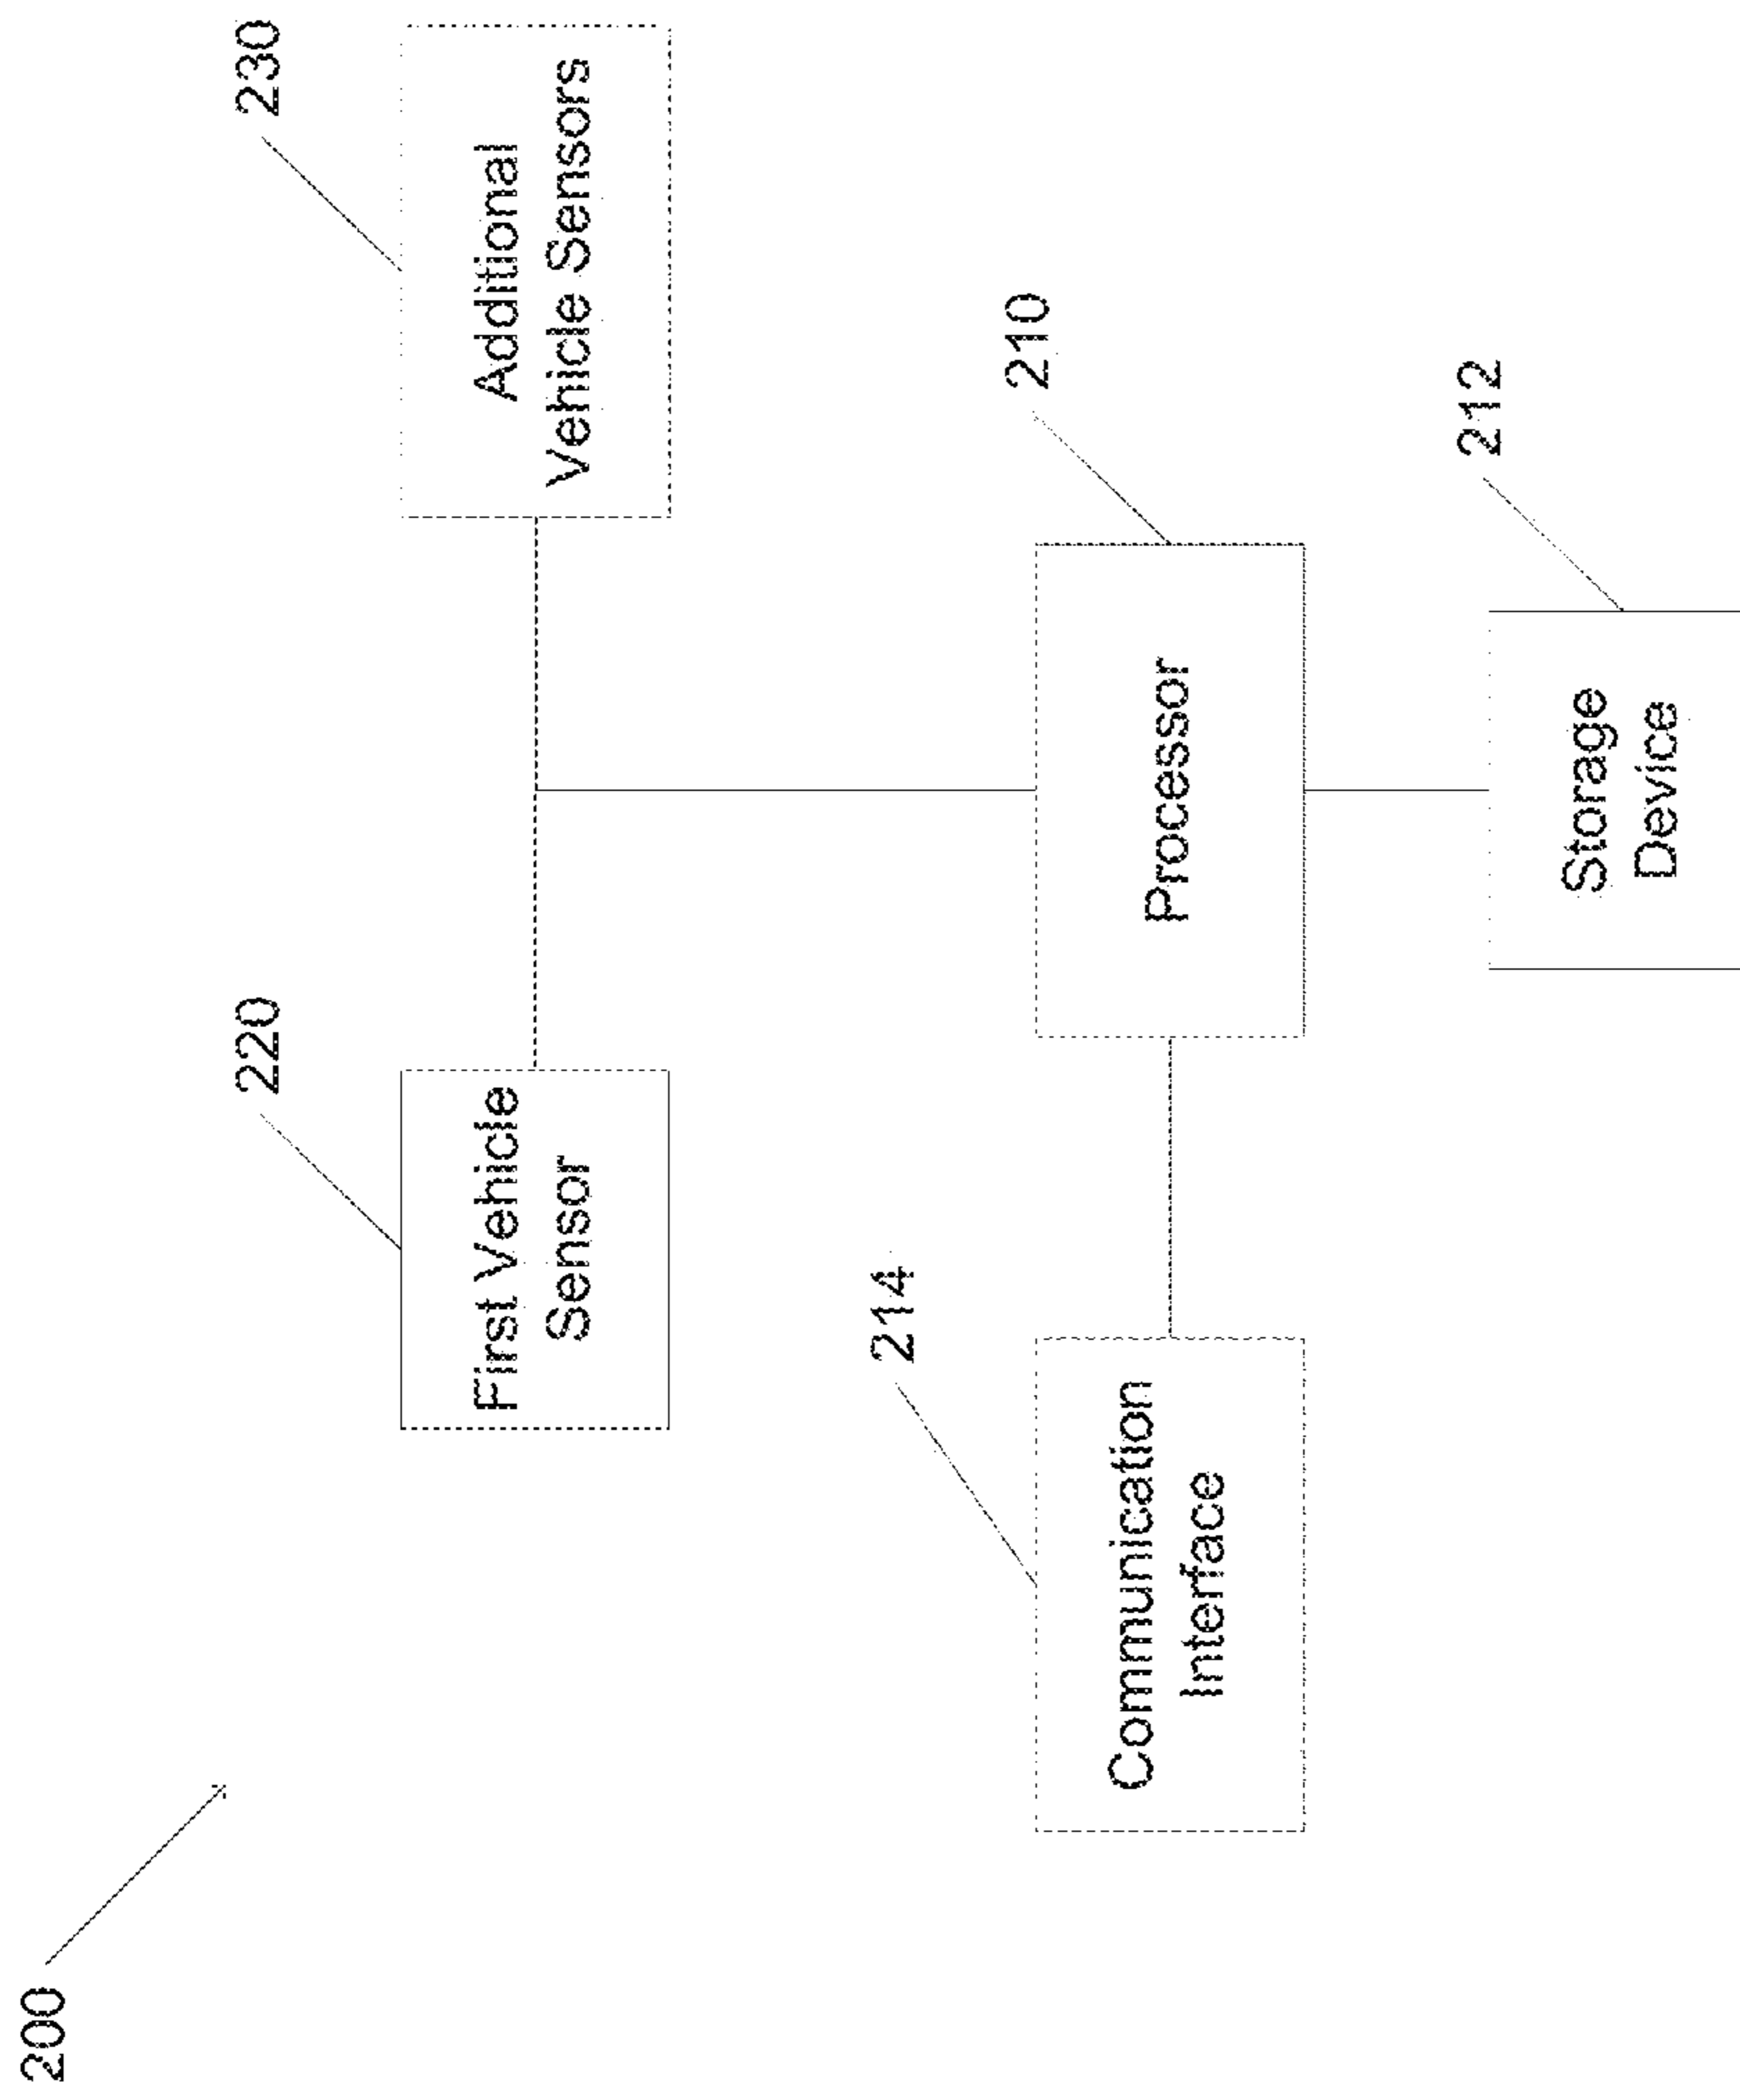 200
220
230
First Vehicle
Sensor
Additional
Vehicle Sensors
214
210
Communication
Interface
Processor
212
Storage
Device